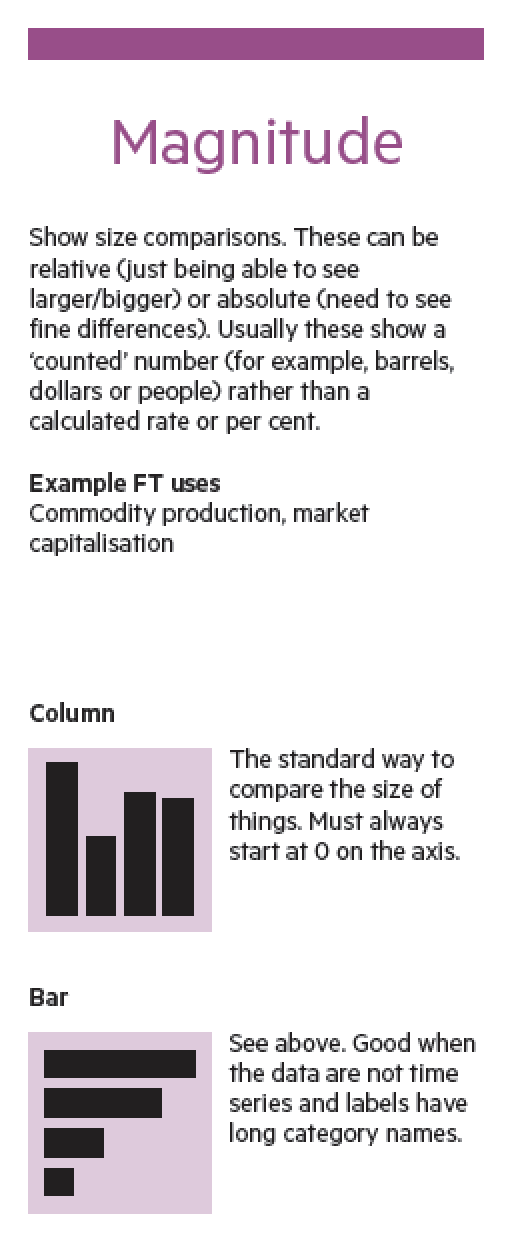 Magnitude
Show size comparisons. These can be
relative (just being able to see
larger/bigger) or absolute (need to see
fine differences). Usually these show a
‘counted’ number (for example, barrels,
dollars or people) rather than a
calculated rate or per cent.
Example FT uses
Commodity production, market
capitalisation
Column
The standard way to
compare the size of
things. Must always
start at 0 on the axis.
Bar
See above. Good when
the data are not time
series and labels have
long category names.